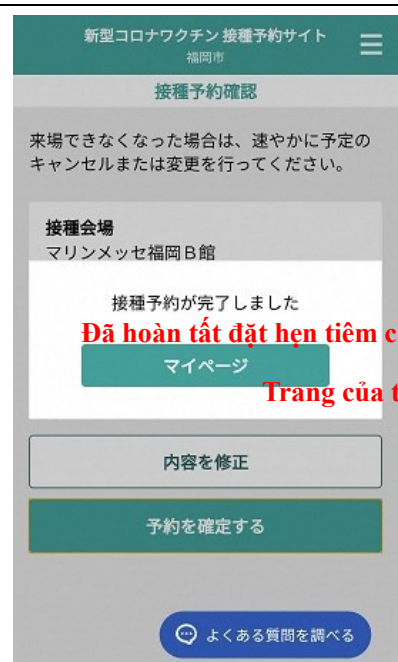 新型コロナワクチン 接種予約サイト
福岡市
接種予約確認
来場できなくなった場合は、速やかに予定の
キャンセルまたは変更を行ってください。
接種会場
マリンメッセ福岡B館
接種予約が完了しました
Đã hoàn tất đặt hẹn tiêm c
マイページ
Trang của t
内容を修正
予約を確定する
よくある質問を調べる